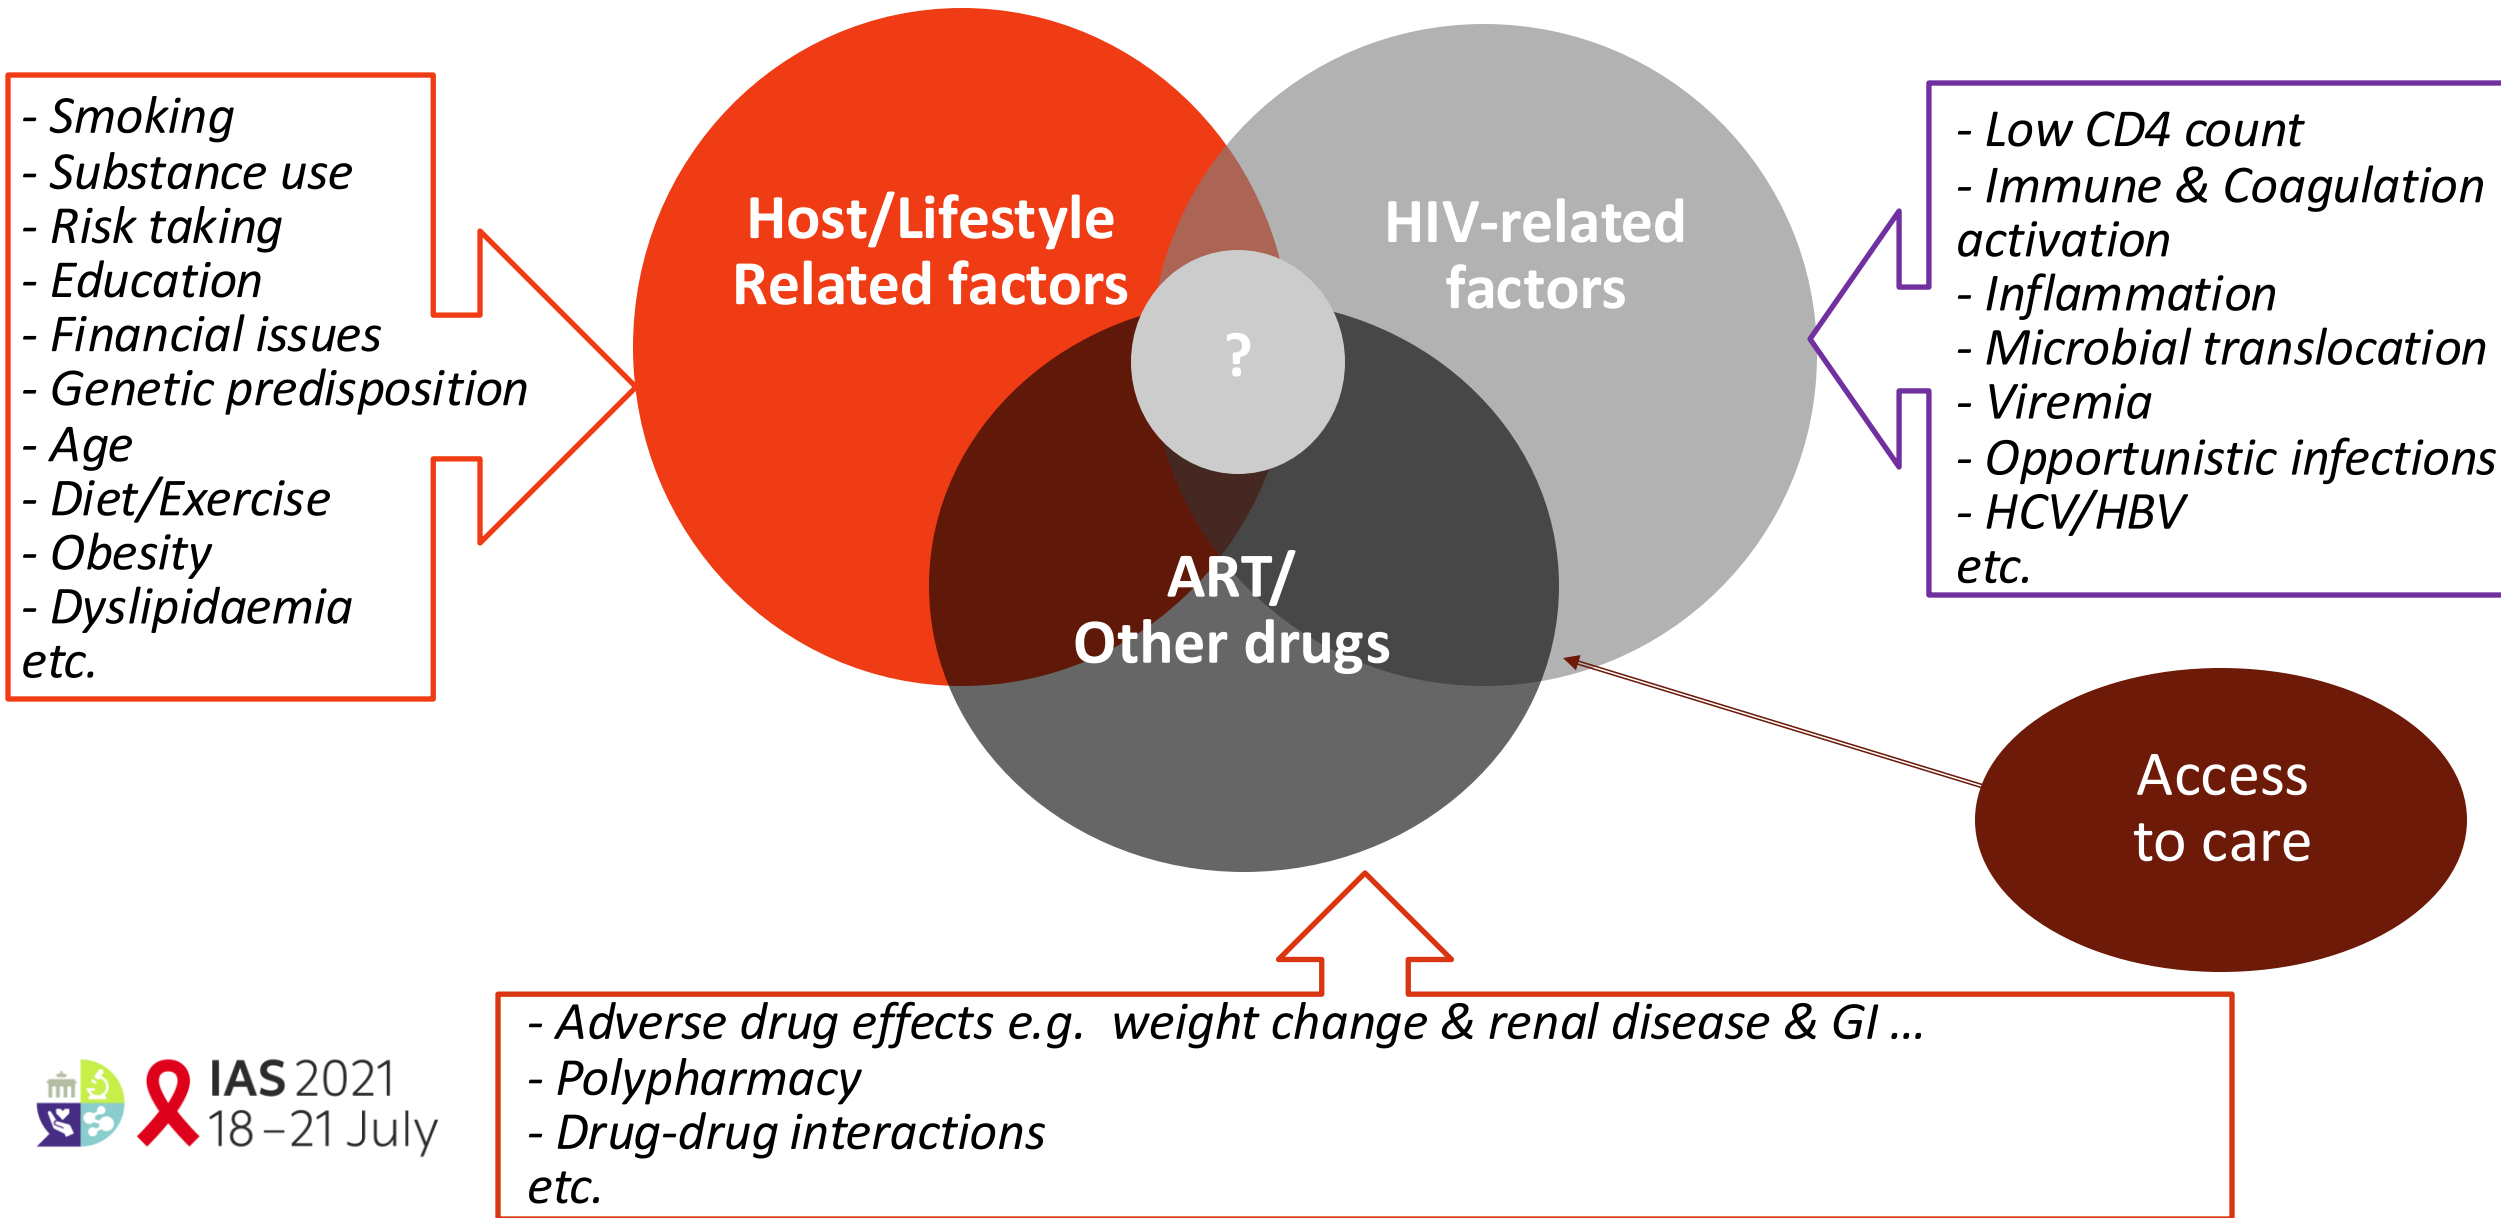 - Smoking
- Substance use
- Risk taking
- Education
- Financial issues
- Genetic predisposition
- Age
- Diet/Exercise
- Obesity
- Dyslipidaemia
etc.
Host/Lifestyle
Related factors
HIV-related
factors
?
ART/
Other drugs
- Low CD4 count
- Immune & Coagulation
activation
- Inflammation
- Microbial translocation
- Viremia
- Opportunistic infections
- HCV/HBV
etc.
Access
to care
- Adverse drug effects e.g. weight change & renal disease & GI ...
- Polypharmacy
- Drug-drug interactions
etc.
IAS 2021
18 – 21 July